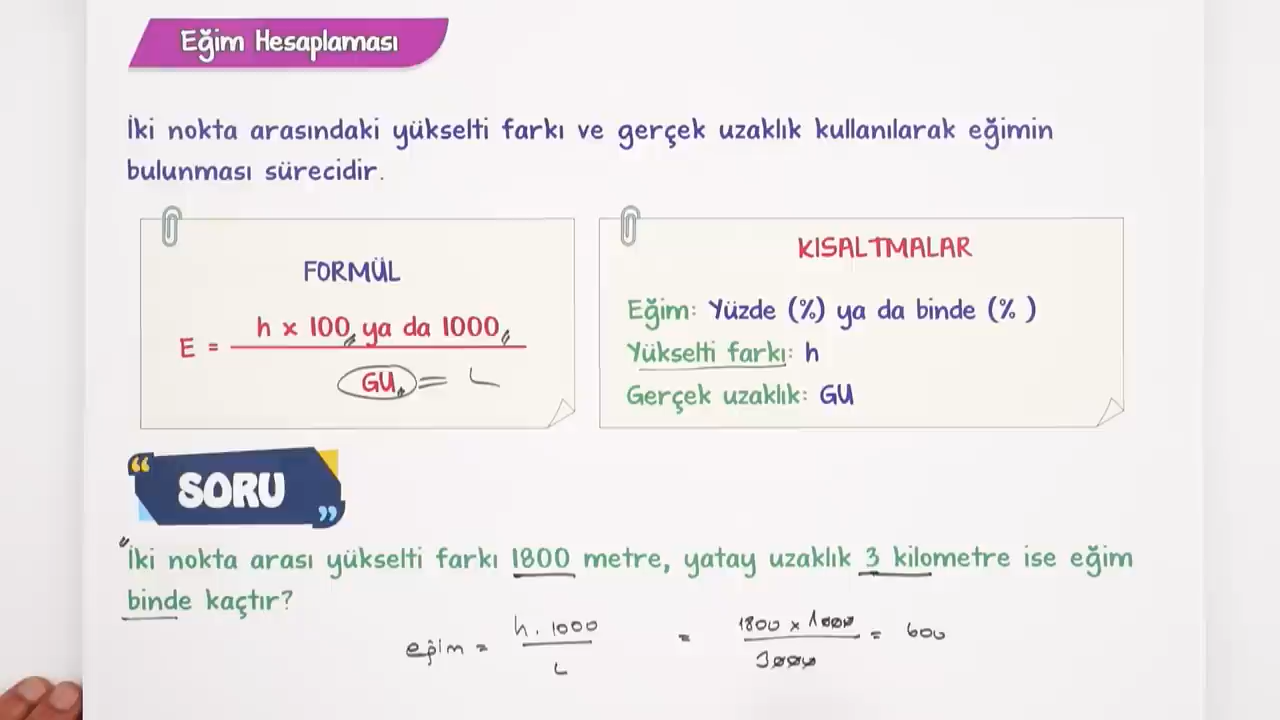 Eğim Hesaplaması
İki nokta arasındaki yükselti farkı ve gerçek uzaklık kullanılarak eğimin
bulunması sürecidir.
FORMÜL
h x 100 ya da 1000
E =
GU = L
KISALTMALAR
Eğim: Yüzde (%) ya da binde (% )
Yükselti farkı: h
Gerçek uzaklık: GU
“ SORU ”
İki nokta arası yükselti farkı 1800 metre, yatay uzaklık 3 kilometre ise eğim
binde kaçtır?
eğim = h . 1000 = 1800 x 1000 = 600
L 3000